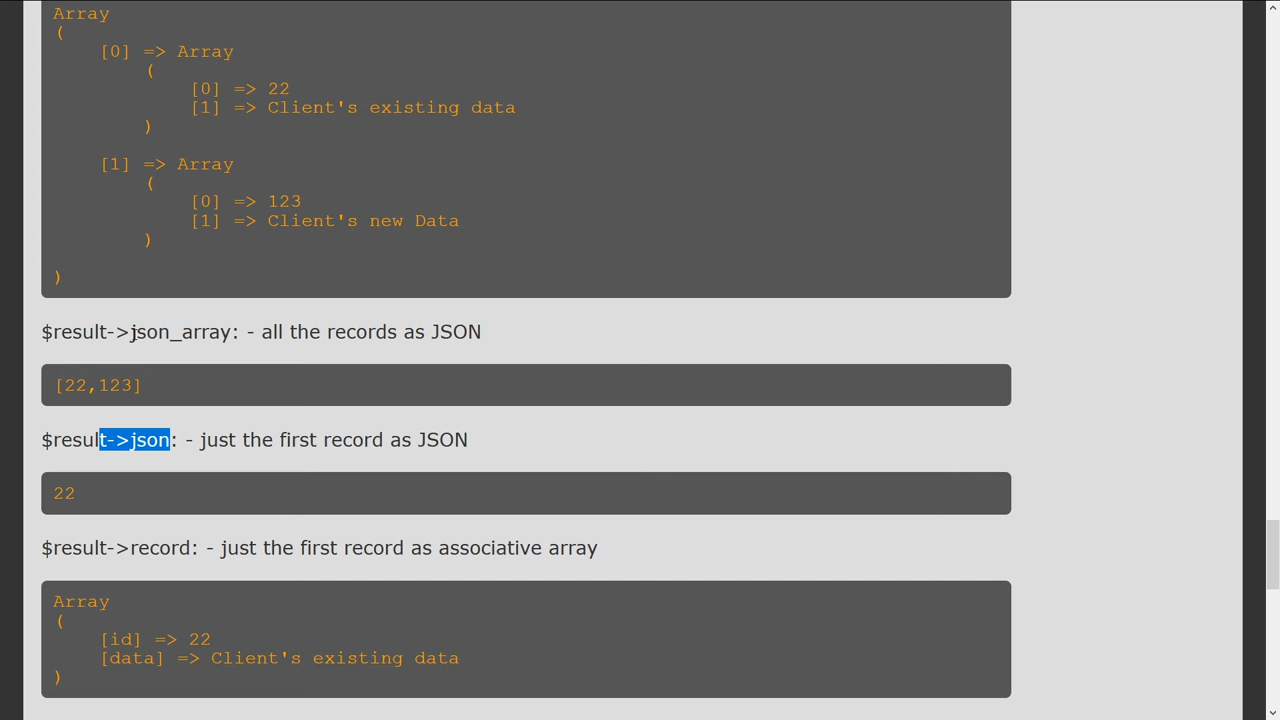 Array
(
[0] => Array
(
[0] => 22
[1] => Client's existing data
)
[1] => Array
(
[0] => 123
[1] => Client's new Data
)
)
$result->json_array: - all the records as JSON
[22,123]
$result->json: - just the first record as JSON
22
$result->record: - just the first record as associative array
Array
(
[id] => 22
[data] => Client's existing data
)